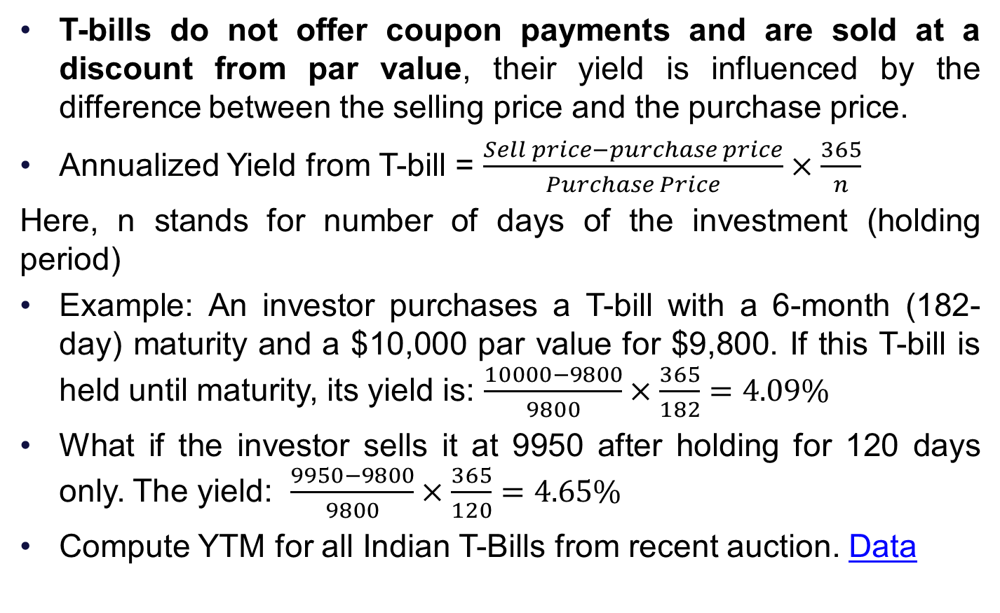 • T-bills do not offer coupon payments and are sold at a
discount from par value, their yield is influenced by the
difference between the selling price and the purchase price.
• Annualized Yield from T-bill = \frac{Sell price−purchase price}{Purchase Price} × \frac{365}{n}
Here, n stands for number of days of the investment (holding
period)
• Example: An investor purchases a T-bill with a 6-month (182-
day) maturity and a $10,000 par value for $9,800. If this T-bill is
held until maturity, its yield is: \frac{10000−9800}{9800} × \frac{365}{182} = 4.09%
• What if the investor sells it at 9950 after holding for 120 days
only. The yield: \frac{9950−9800}{9800} × \frac{365}{120} = 4.65%
• Compute YTM for all Indian T-Bills from recent auction. Data